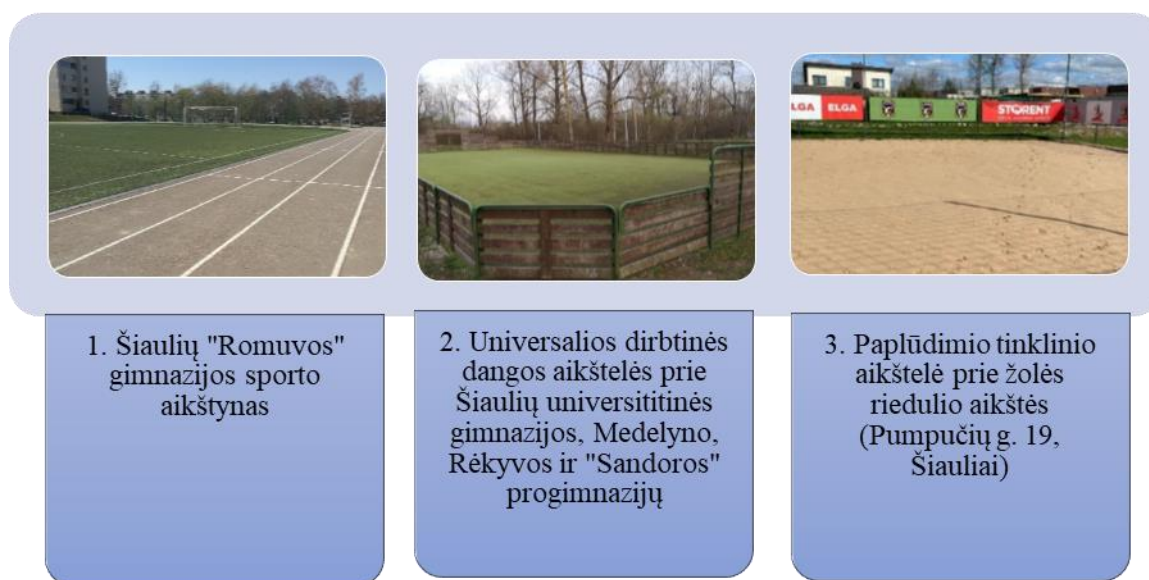 ELGA
ELGA
STORENT
1. Šiaulių "Romuvos"
gimnazijos sporto
aikštynas
2. Universalios dirbtinės
dangos aikštelės prie
Šiaulių universititinės
gimnazijos, Medelyno,
Rėkyvos ir "Sandoros"
progimnazijų
3. Paplūdimio tinklinio
aikštelė prie žolės
riedulio aikštės
(Pumpučių g. 19,
Šiauliai)